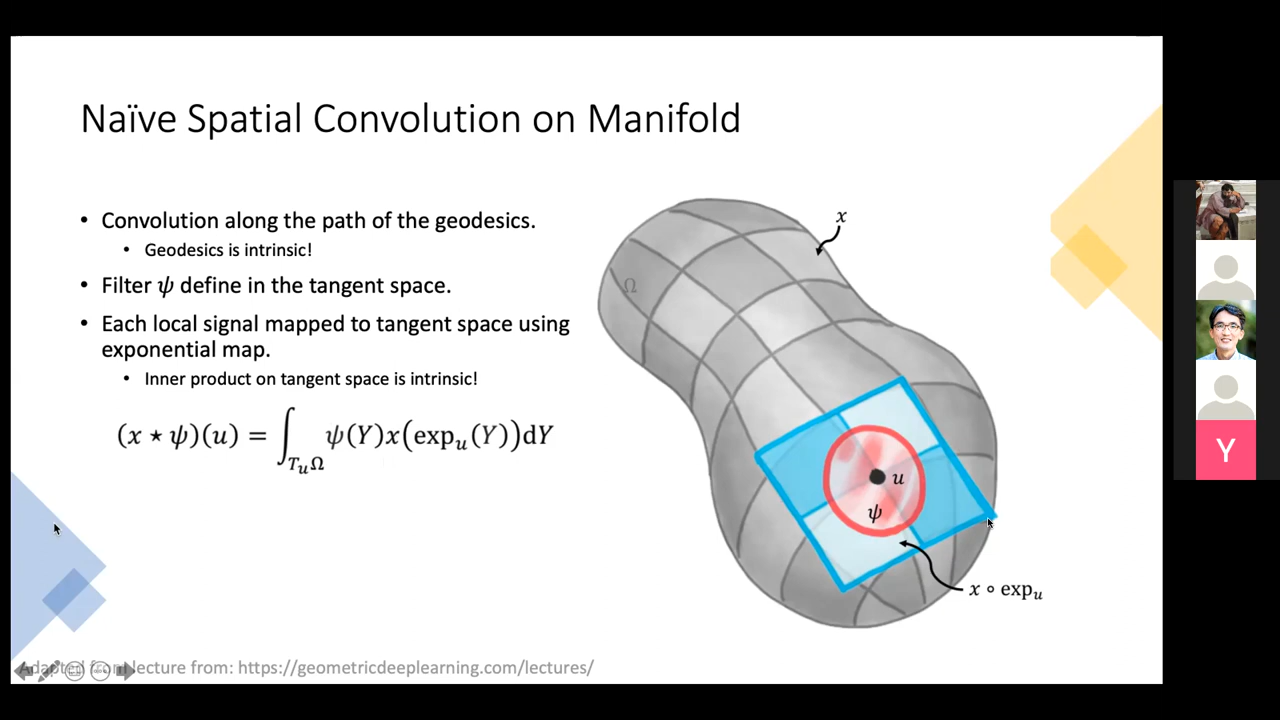 Naïve Spatial Convolution on Manifold
• Convolution along the path of the geodesics.
• Geodesics is intrinsic!
• Filter ψ define in the tangent space.
• Each local signal mapped to tangent space using
exponential map.
• Inner product on tangent space is intrinsic!
(x ⋆ ψ)(u) = ∫_{T_uΩ} ψ(Y)x(exp_u(Y))dY
x
Ω
u
ψ
x ∘ exp_u
Y
Adapted from lecture from: https://geometricdeeplearning.com/lectures/